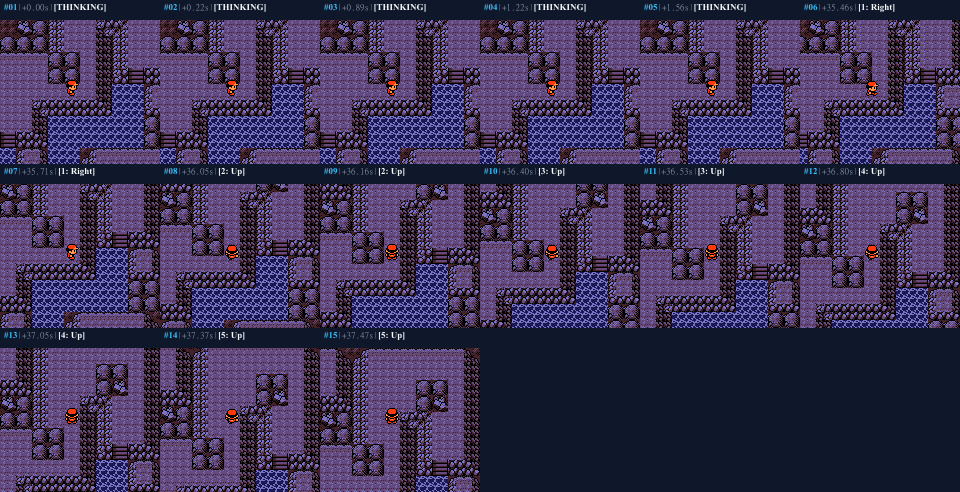 #01|+0.00s|[THINKING]
#02|+0.22s|[THINKING]
#03|+0.89s|[THINKING]
#04|+1.22s|[THINKING]
#05|+1.56s|[THINKING]
#06|+35.46s|[1: Right]
#07|+35.71s|[1: Right]
#08|+36.05s|[2: Up]
#09|+36.16s|[2: Up]
#10|+36.40s|[3: Up]
#11|+36.53s|[3: Up]
#12|+36.80s|[4: Up]
#13|+37.05s|[4: Up]
#14|+37.37s|[5: Up]
#15|+37.47s|[5: Up]